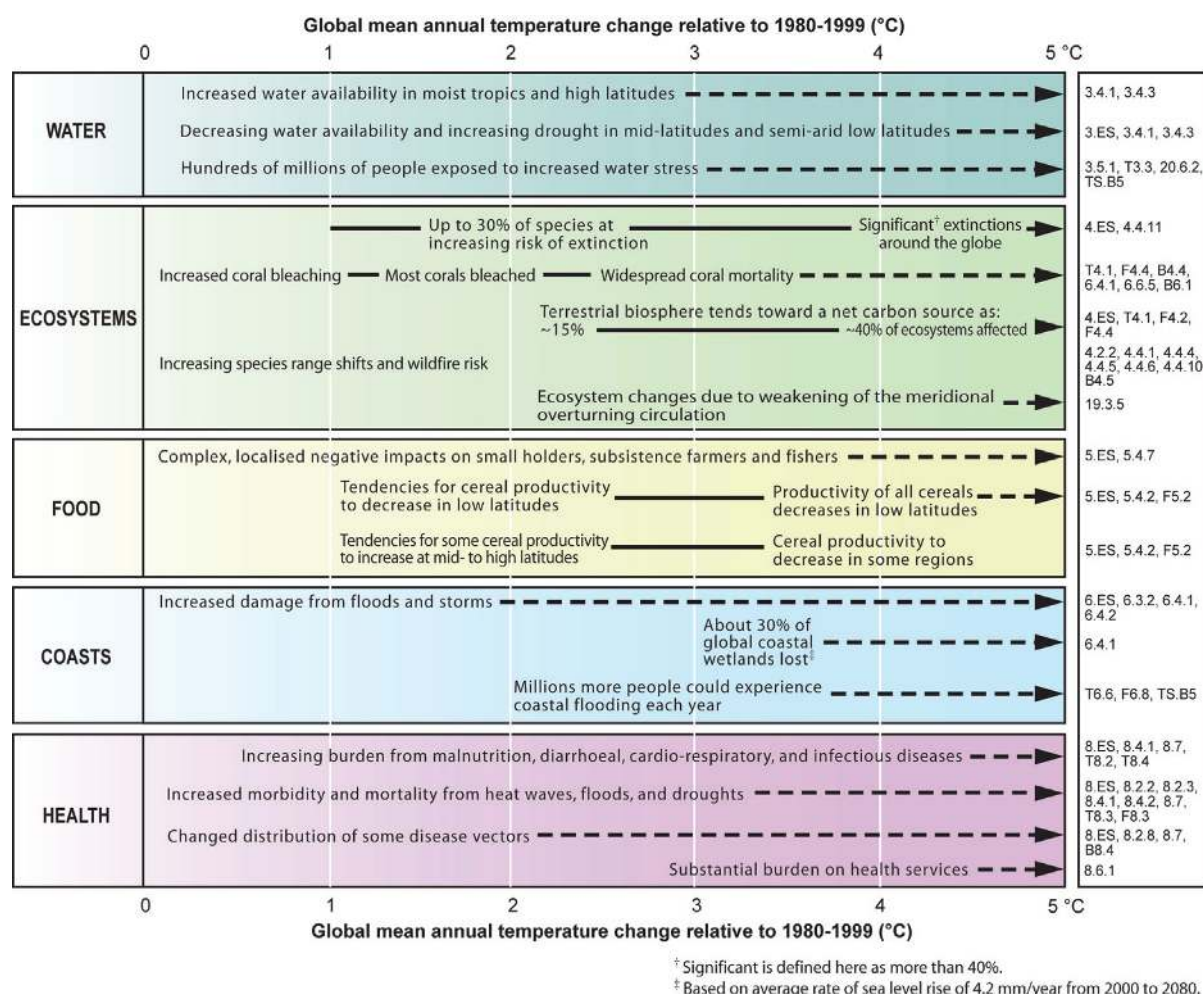 Global mean annual temperature change relative to 1980-1999 (°C)
0 1 2 3 4 5 °C
WATER
Increased water availability in moist tropics and high latitudes
3.4.1, 3.4.3
Decreasing water availability and increasing drought in mid-latitudes and semi-arid low latitudes
3.ES, 3.4.1, 3.4.3
Hundreds of millions of people exposed to increased water stress
3.5.1, T3.3, 20.6.2,
TS.B5
ECOSYSTEMS
Up to 30% of species at
increasing risk of extinction
Significant† extinctions
around the globe
4.ES, 4.4.11
Increased coral bleaching
Most corals bleached
Widespread coral mortality
T4.1, F4.4, B4.4,
6.4.1, 6.6.5, B6.1
Terrestrial biosphere tends toward a net carbon source as:
~15%
~40% of ecosystems affected
4.ES, T4.1, F4.2,
F4.4
Increasing species range shifts and wildfire risk
4.2.2, 4.4.1, 4.4.4,
4.4.5, 4.4.6, 4.4.10,
B4.5
Ecosystem changes due to weakening of the meridional
overturning circulation
19.3.5
FOOD
Complex, localised negative impacts on small holders, subsistence farmers and fishers
5.ES, 5.4.7
Tendencies for cereal productivity
to decrease in low latitudes
Productivity of all cereals
decreases in low latitudes
5.ES, 5.4.2, F5.2
Tendencies for some cereal productivity
to increase at mid- to high latitudes
Cereal productivity to
decrease in some regions
5.ES, 5.4.2, F5.2
COASTS
Increased damage from floods and storms
6.ES, 6.3.2, 6.4.1,
6.4.2
About 30% of
global coastal
wetlands lost‡
6.4.1
Millions more people could experience
coastal flooding each year
T6.6, F6.8, TS.B5
HEALTH
Increasing burden from malnutrition, diarrhoeal, cardio-respiratory, and infectious diseases
8.ES, 8.4.1, 8.7,
T8.2, T8.4
Increased morbidity and mortality from heat waves, floods, and droughts
8.ES, 8.2.2, 8.2.3,
8.4.1, 8.4.2, 8.7,
T8.3, F8.3
Changed distribution of some disease vectors
8.ES, 8.2.8, 8.7,
B8.4
Substantial burden on health services
8.6.1
0 1 2 3 4 5 °C
Global mean annual temperature change relative to 1980-1999 (°C)
† Significant is defined here as more than 40%.
‡ Based on average rate of sea level rise of 4.2 mm/year from 2000 to 2080.